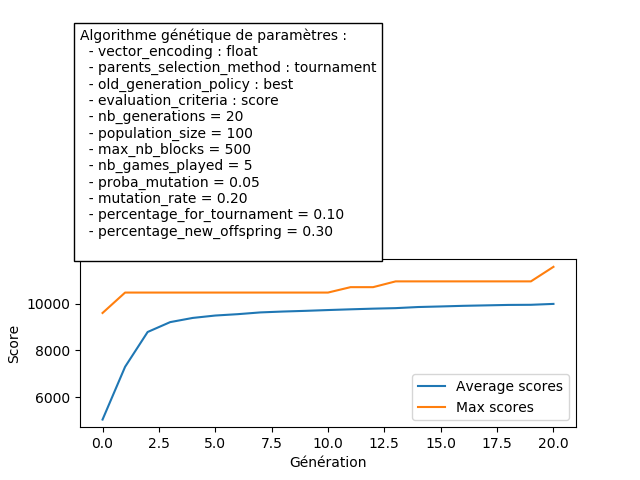 Algorithme génétique de paramètres :
- vector_encoding : float
- parents_selection_method : tournament
- old_generation_policy : best
- evaluation_criteria : score
- nb_generations = 20
- population_size = 100
- max_nb_blocks = 500
- nb_games_played = 5
- proba_mutation = 0.05
- mutation_rate = 0.20
- percentage_for_tournament = 0.10
- percentage_new_offspring = 0.30
10000
8000
6000
Score
Average scores
Max scores
0.0 2.5 5.0 7.5 10.0 12.5 15.0 17.5 20.0
Génération